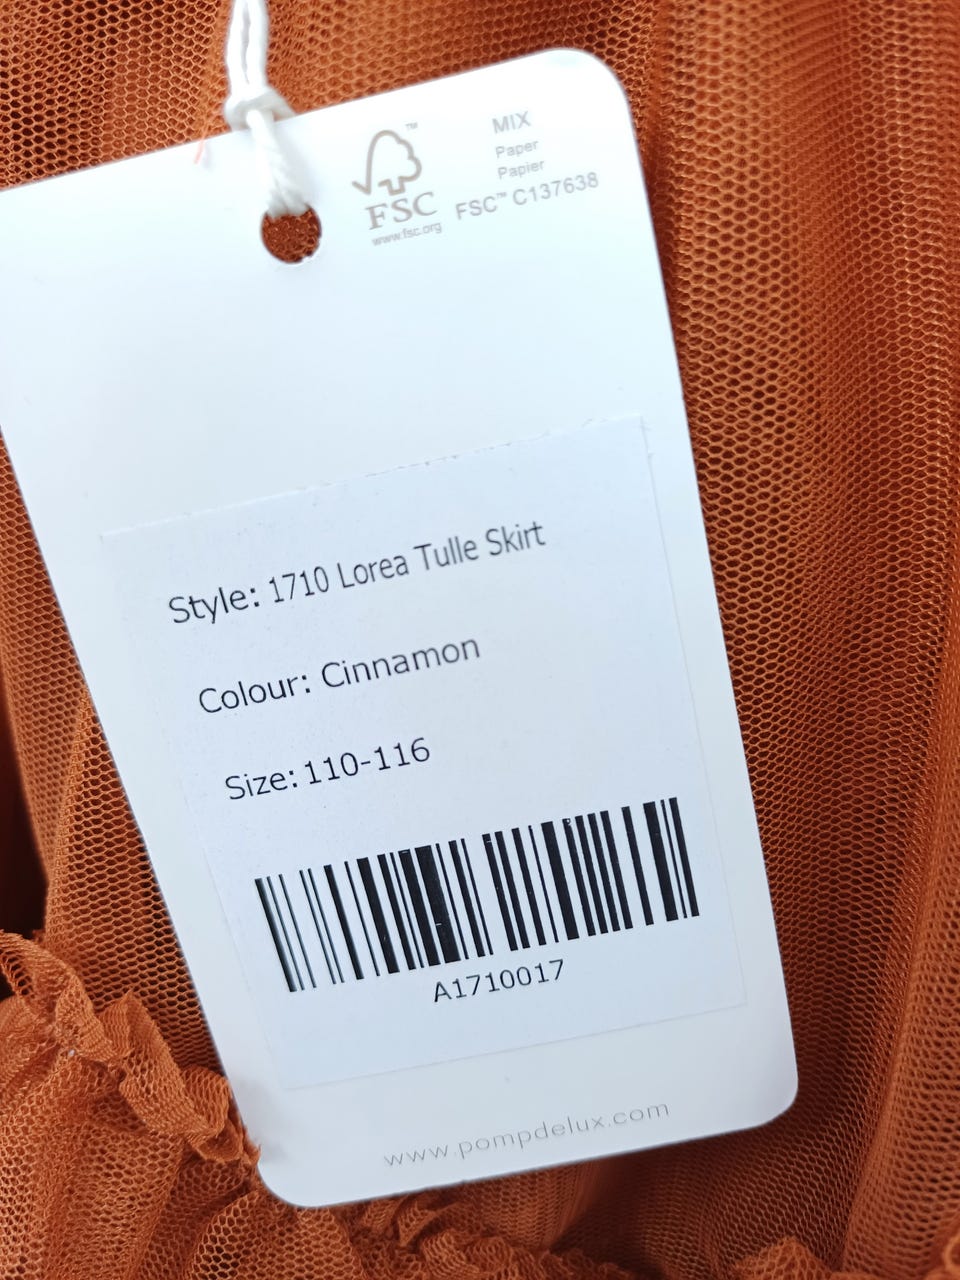 FSC™
www.fsc.org
MIX
Paper
Papier
FSC™ C137638
Style: 1710 Lorea Tulle Skirt
Colour: Cinnamon
Size: 110-116
A1710017
www.pompdelux.com